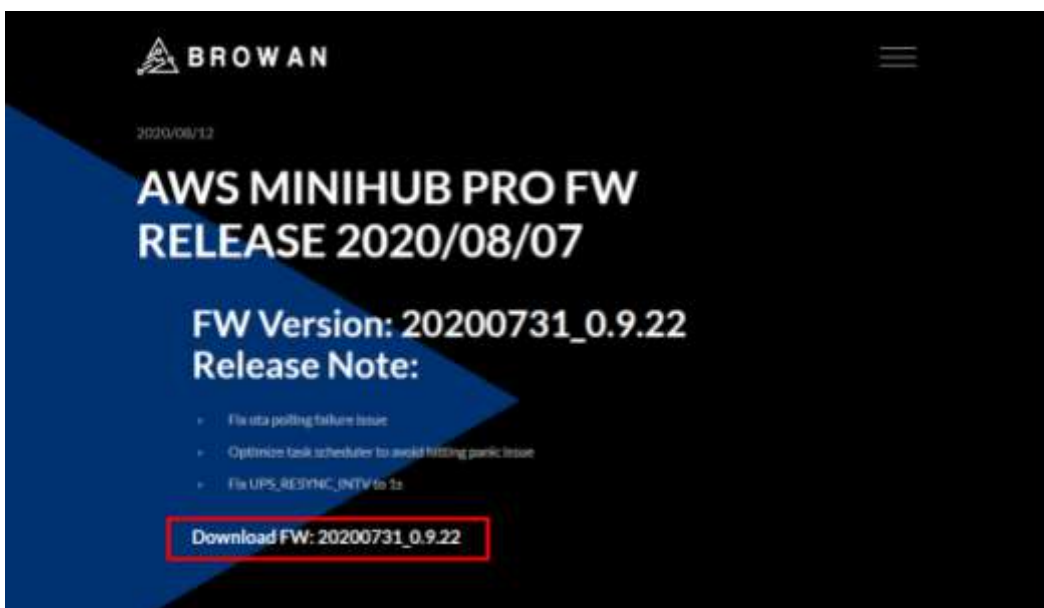 BROWAN
2020/08/12
AWS MINIHUB PRO FW
RELEASE 2020/08/07
FW Version: 20200731_0.9.22
Release Note:
Fix ota polling failure issue
Optimize task scheduler to avoid hitting panic issue
Fix UPS_RESYNC_INTV to 1s
Download FW: 20200731_0.9.22